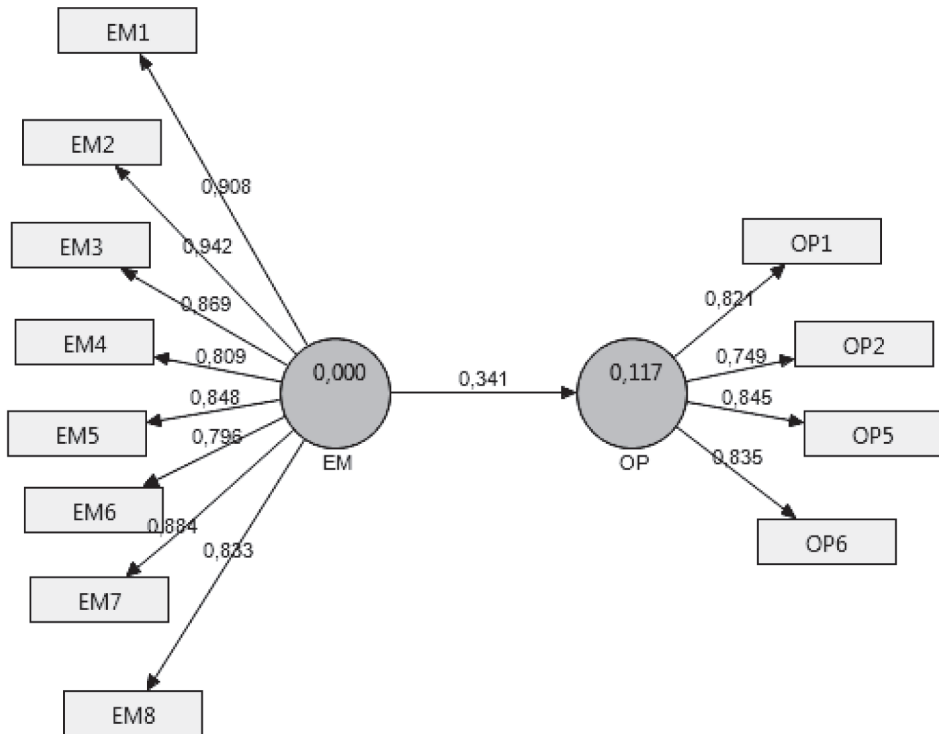 EM1
0,908
EM2
0,942
EM3
0,869
EM4
0,809
EM5
0,848
EM6
0,796
EM7
0,884
EM8
0,833
0,000
EM
0,341
0,117
OP
OP1
0,821
OP2
0,749
OP5
0,845
OP6
0,835